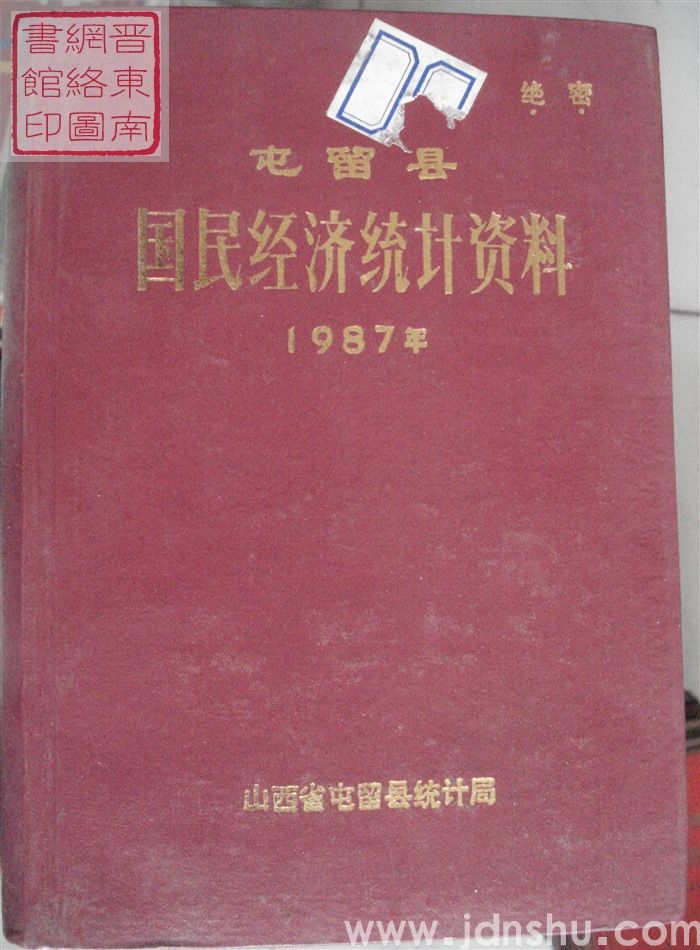 晋東南
網絡圖
書館印
绝密
屯留县
国民经济统计资料
1987年
山西省屯留县统计局
www.jdnshu.com